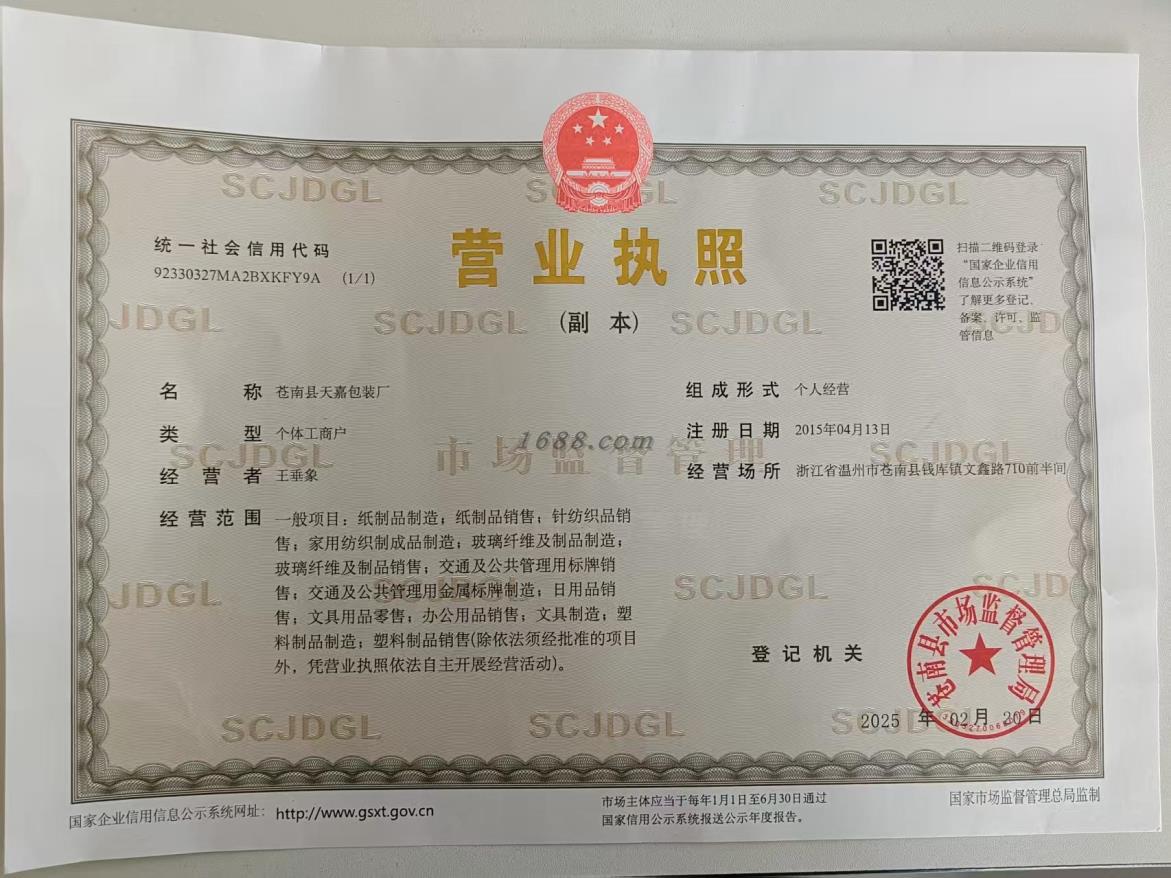 SCJDGL SCJDGL SCJDGL
统一社会信用代码
92330327MA2BXKFY9A (1/1)
营业执照
(副 本)
扫描二维码登录
“国家企业信用
信息公示系统”
了解更多登记、
备案、许可、监
管信息
JDGL SCJDGL SCJDGL SCJD
名 称 苍南县天嘉包装厂
类 型 个体工商户
经营者 王垂象
经营范围 一般项目：纸制品制造；纸制品销售；针纺织品销
售；家用纺织制成品制造；玻璃纤维及制品制造；
玻璃纤维及制品销售；交通及公共管理用标牌销
售；交通及公共管理用金属标牌制造；日用品销
售；文具用品零售；办公用品销售；文具制造；塑
料制品制造；塑料制品销售(除依法须经批准的项目
外，凭营业执照依法自主开展经营活动)。
组成形式 个人经营
注册日期 2015年04月13日
经营场所 浙江省温州市苍南县钱库镇文鑫路710前半间
1688.com
SCJDGL 市场监督管理 SCJDGL
JDGL SCJDGL SCJDGL SCJD
登记机关
苍南县市场监督管理局
2025 年 02月 20日
SCJDGL SCJDGL SCJDGL
国家企业信用信息公示系统网址：http://www.gsxt.gov.cn
市场主体应当于每年1月1日至6月30日通过
国家信用公示系统报送公示年度报告。
国家市场监督管理总局监制